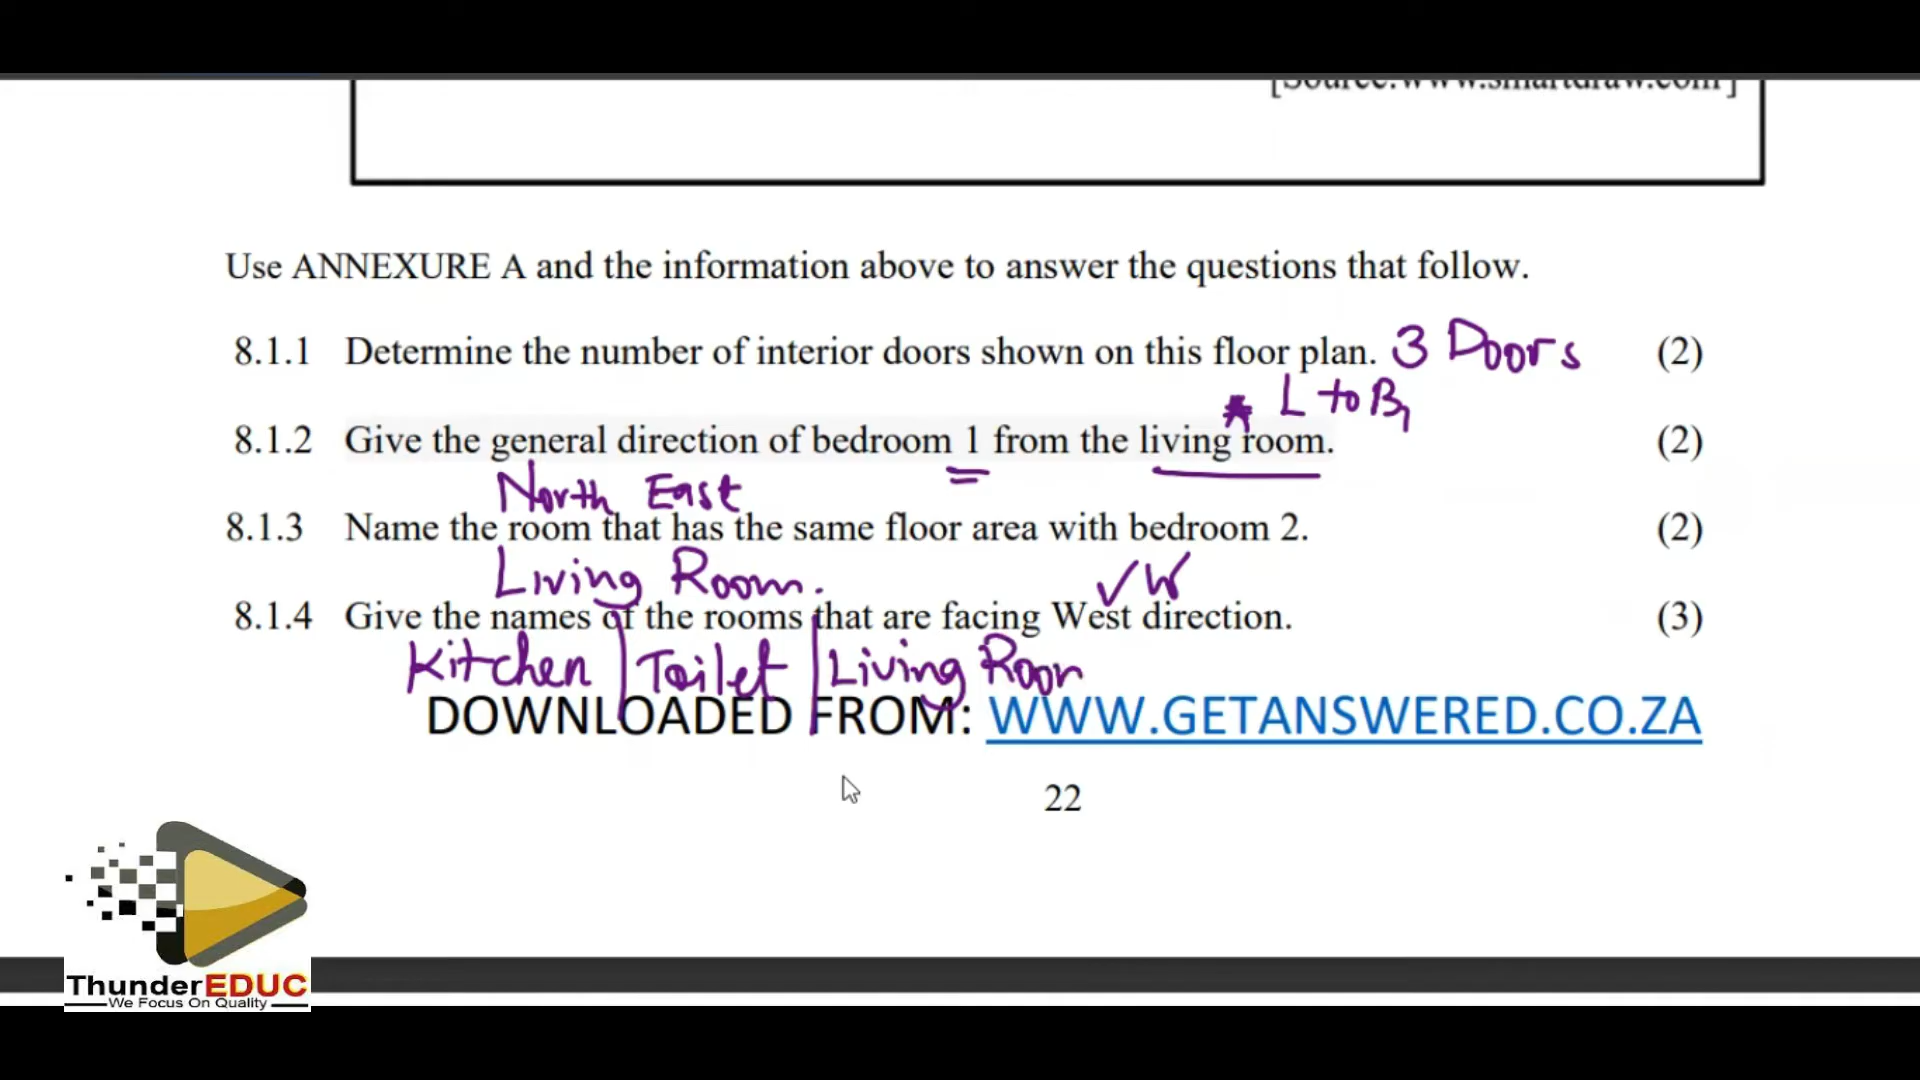 [Source:www.smartdraw.com]
Use ANNEXURE A and the information above to answer the questions that follow.
8.1.1 Determine the number of interior doors shown on this floor plan. 3 Doors (2)
* L to B1
8.1.2 Give the general direction of bedroom 1 from the living room. (2)
North East
8.1.3 Name the room that has the same floor area with bedroom 2. (2)
Living Room. ✓W
8.1.4 Give the names of the rooms that are facing West direction. (3)
Kitchen | Toilet | Living Room
DOWNLOADED FROM: WWW.GETANSWERED.CO.ZA
22
ThunderEDUC
We Focus On Quality